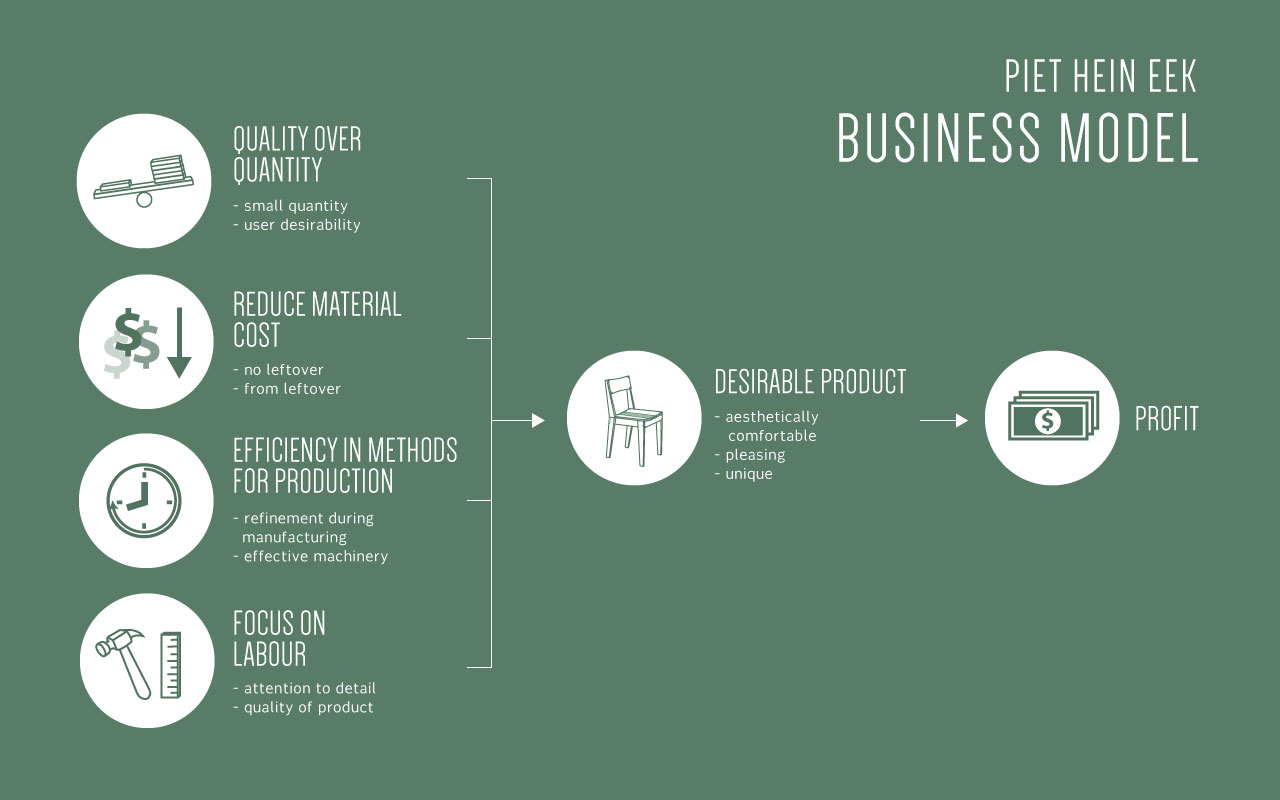 PIET HEIN EEK
BUSINESS MODEL
QUALITY OVER
QUANTITY
- small quantity
- user desirability
REDUCE MATERIAL
COST
- no leftover
- from leftover
EFFICIENCY IN METHODS
FOR PRODUCTION
- refinement during
manufacturing
- effective machinery
FOCUS ON
LABOUR
- attention to detail
- quality of product
DESIRABLE PRODUCT
- aesthetically
comfortable
- pleasing
- unique
PROFIT